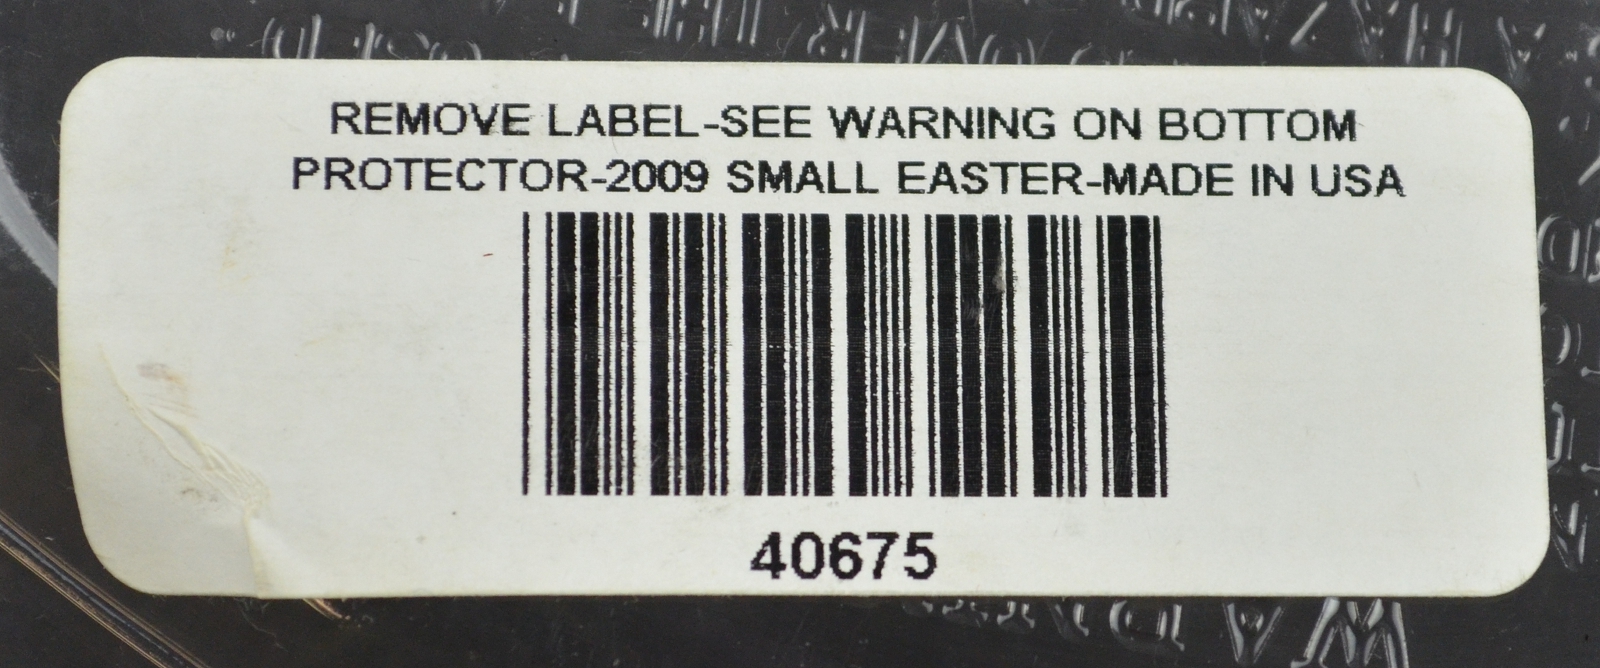 REMOVE LABEL-SEE WARNING ON BOTTOM
PROTECTOR-2009 SMALL EASTER-MADE IN USA
40675